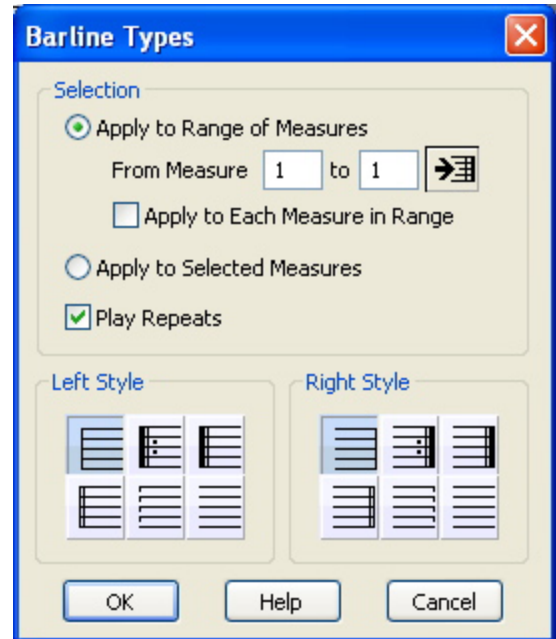 Barline Types
Selection
Apply to Range of Measures
From Measure 1 to 1
Apply to Each Measure in Range
Apply to Selected Measures
Play Repeats
Left Style
Right Style
OK
Help
Cancel